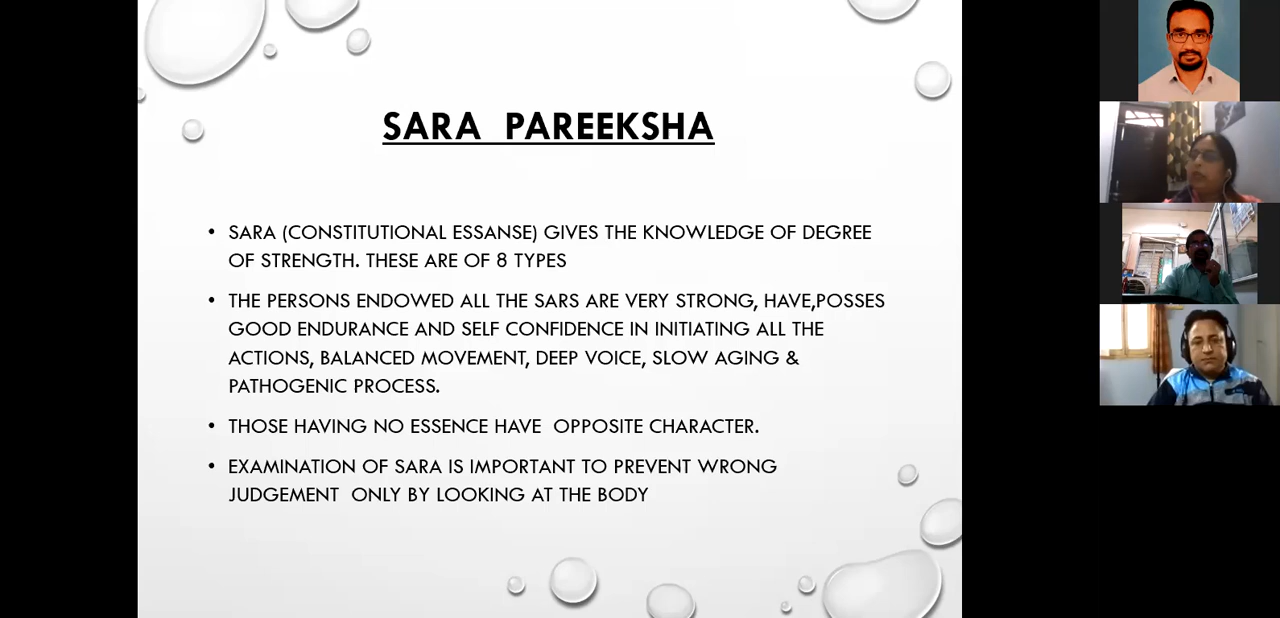 SARA PAREEKSHA
• SARA (CONSTITUTIONAL ESSANSE) GIVES THE KNOWLEDGE OF DEGREE
OF STRENGTH. THESE ARE OF 8 TYPES
• THE PERSONS ENDOWED ALL THE SARS ARE VERY STRONG, HAVE,POSSES
GOOD ENDURANCE AND SELF CONFIDENCE IN INITIATING ALL THE
ACTIONS, BALANCED MOVEMENT, DEEP VOICE, SLOW AGING &
PATHOGENIC PROCESS.
• THOSE HAVING NO ESSENCE HAVE OPPOSITE CHARACTER.
• EXAMINATION OF SARA IS IMPORTANT TO PREVENT WRONG
JUDGEMENT ONLY BY LOOKING AT THE BODY